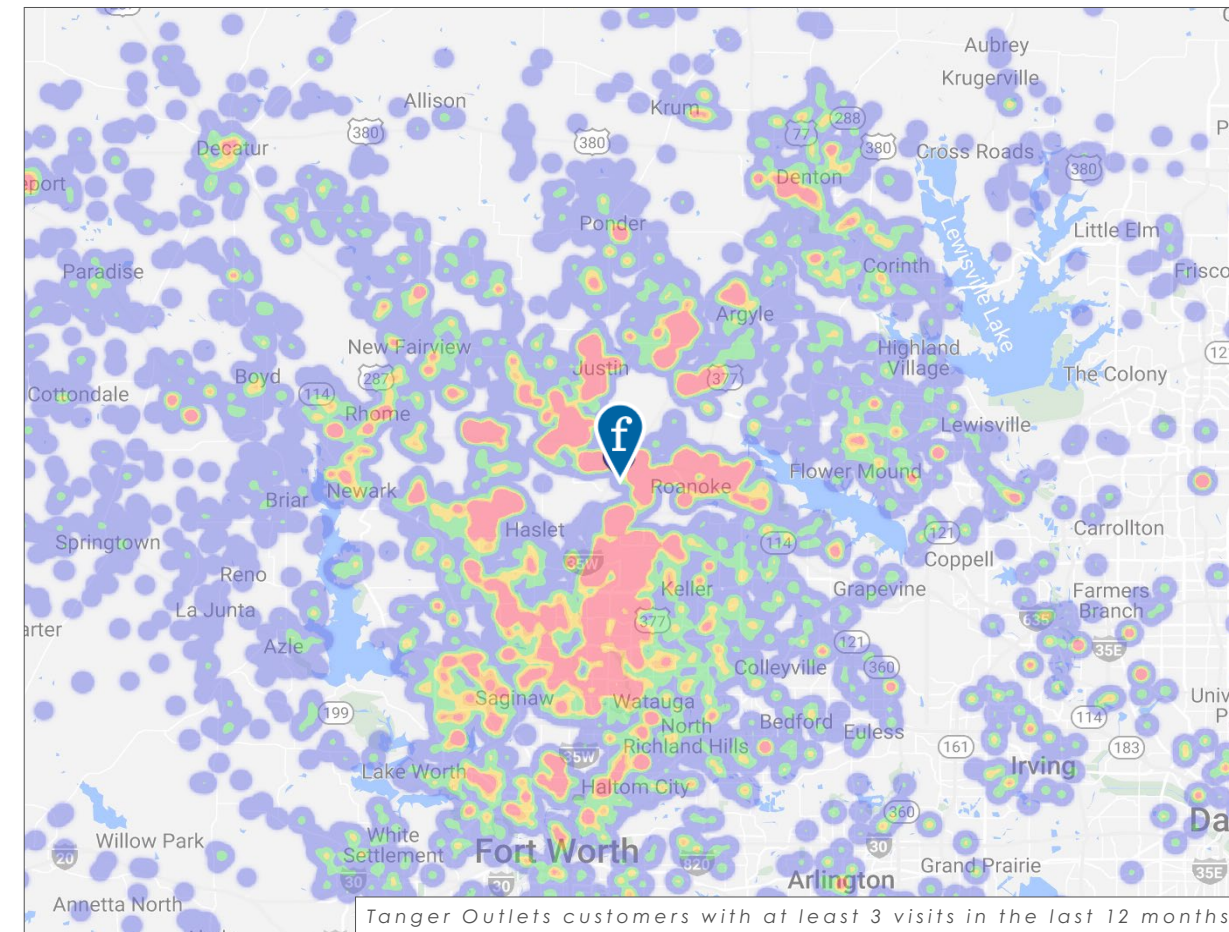 Aubrey
Krugerville
Allison
Krum
288
77
380
380
380
Decatur
Cross Roads
380
Denton
Ponder
Little Elm
Lewisville Lake
Paradise
Corinth
Frisco
Argyle
New Fairview
Highland
Village
Justin
Boyd
287
377
The Colony
Cottondale
114
Rhome
f
Lewisville
Flower Mound
Roanoke
Newark
Briar
Haslet
Carrollton
Springtown
114
121
35W
Coppell
Reno
Keller
Grapevine
Farmers
Branch
La Junta
377
635
35E
Azle
121
360
Colleyville
Saginaw
Watauga
199
North
Richland Hills
Bedford
Euless
114
161
183
35W
Lake Worth
Haltom City
Irving
360
Willow Park
White
Settlement
20
Fort Worth
820
30
Grand Prairie
35E
30
30
Arlington
Annetta North
Tanger Outlets customers with at least 3 visits in the last 12 months